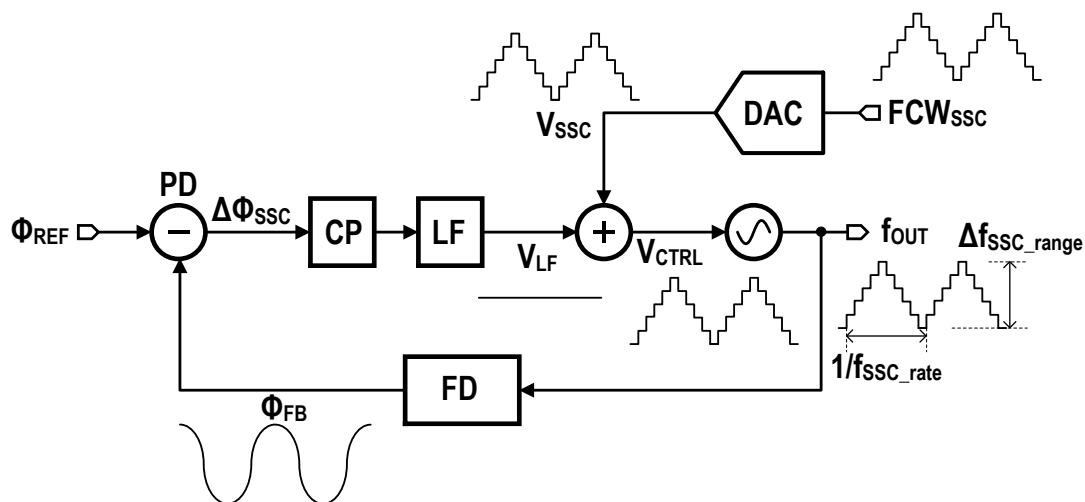 DAC
FCWSSC
VSSC
PD
ΦREF
−
ΔΦSSC
CP
LF
VLF
+
VCTRL
fOUT
ΔfSSC_range
1/fSSC_rate
FD
ΦFB